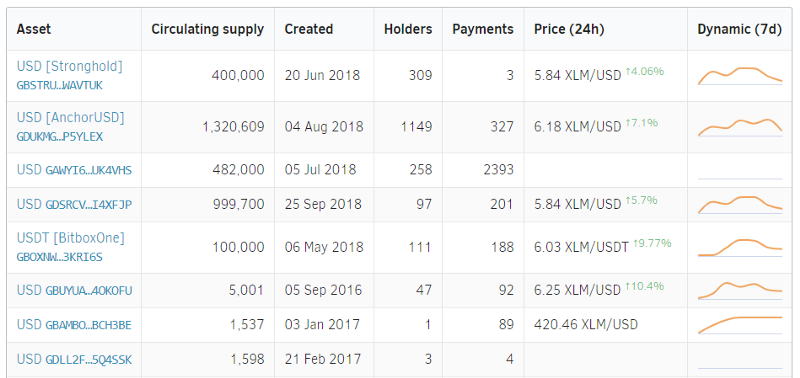 Asset Circulating supply Created Holders Payments Price (24h) Dynamic (7d)
USD [Stronghold]
GBSTRU…WAVTUK 400,000 20 Jun 2018 309 3 5.84 XLM/USD ↑4.06%
USD [AnchorUSD]
GDUKMG…P5YLEX 1,320,609 04 Aug 2018 1149 327 6.18 XLM/USD ↑7.1%
USD GAWYI6…UK4VHS 482,000 05 Jul 2018 258 2393
USD GDSRCV…I4XFJP 999,700 25 Sep 2018 97 201 5.84 XLM/USD ↑5.7%
USDT [BitboxOne]
GBOXNW…3KRI6S 100,000 06 May 2018 111 188 6.03 XLM/USDT ↑9.77%
USD GBUYUA…4OKOFU 5,001 05 Sep 2016 47 92 6.25 XLM/USD ↑10.4%
USD GBAMBO…BCH3BE 1,537 03 Jan 2017 1 89 420.46 XLM/USD
USD GDLL2F…5Q4SSK 1,598 21 Feb 2017 3 4